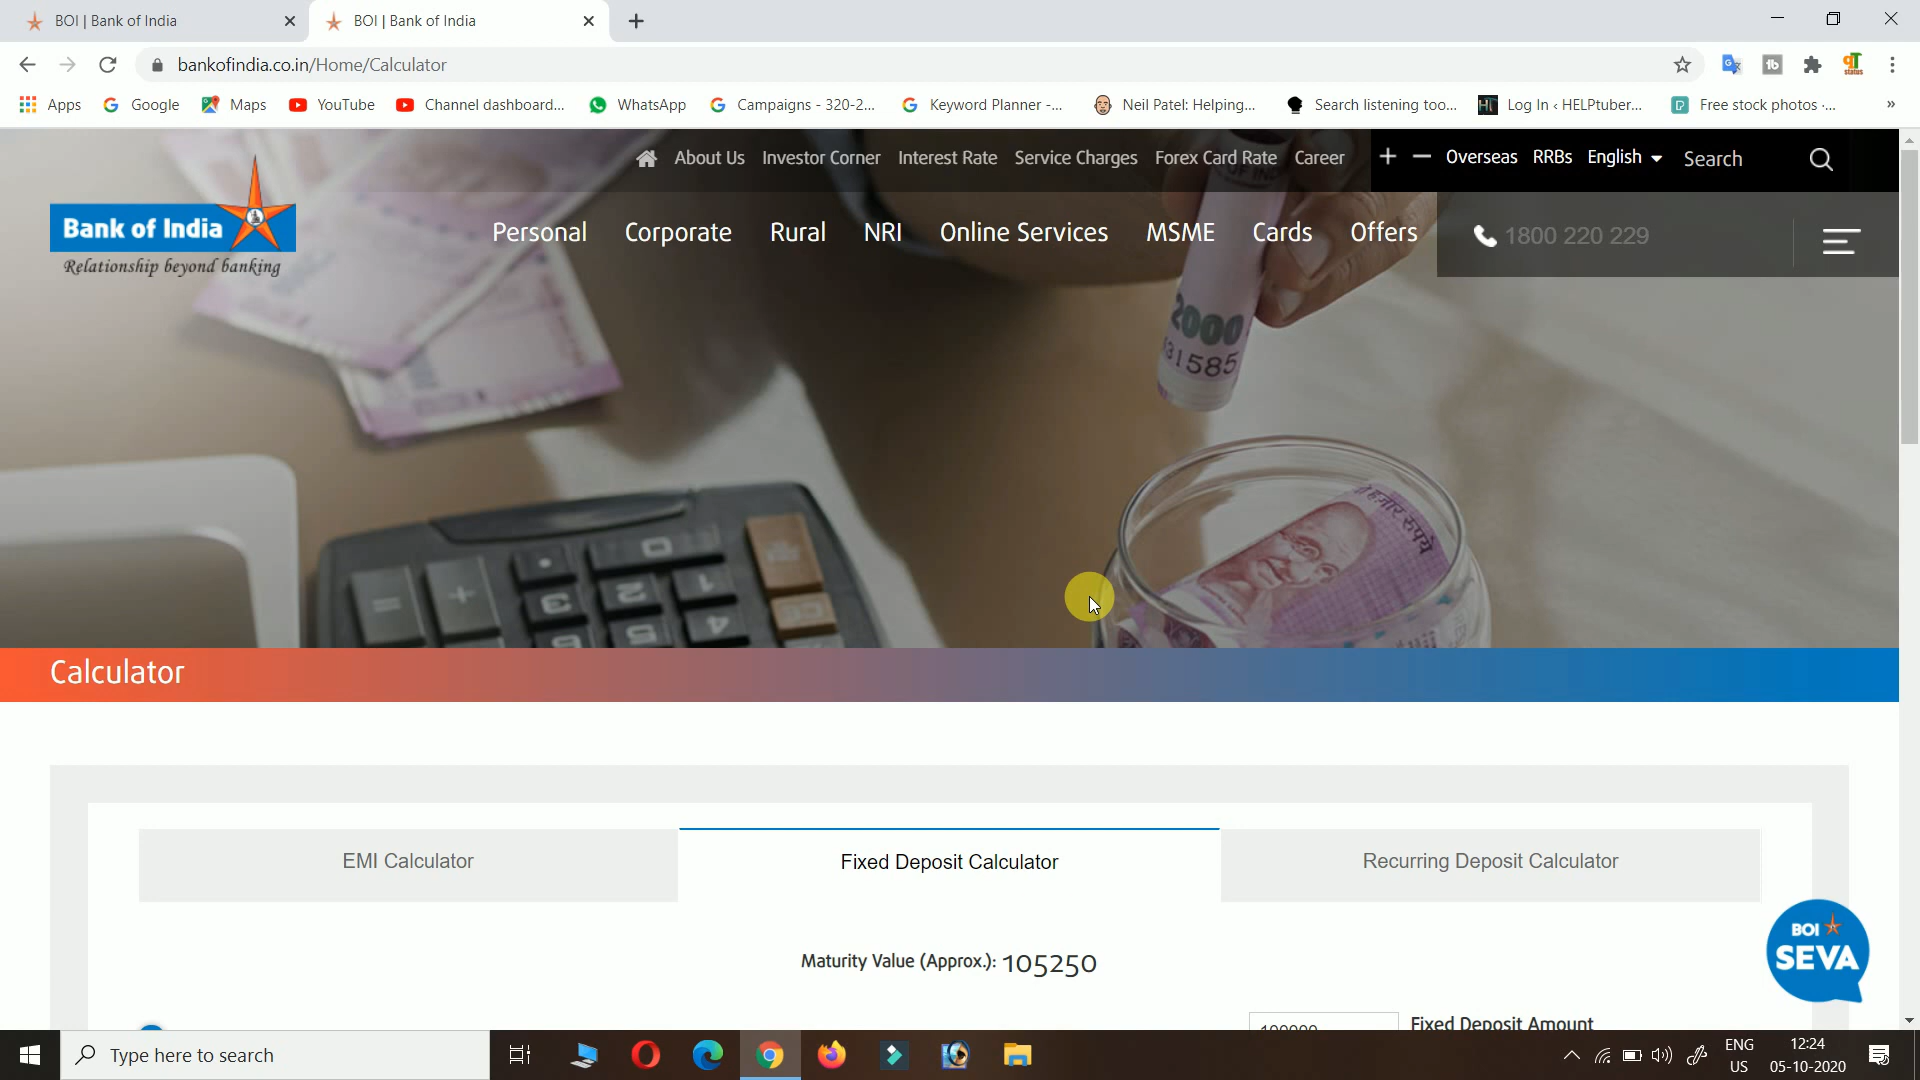 BOI | Bank of India
BOI | Bank of India
bankofindia.co.in/Home/Calculator
Apps
Google
Maps
YouTube
Channel dashboard...
WhatsApp
Campaigns - 320-2...
Keyword Planner -...
Neil Patel: Helping...
Search listening too...
Log In ‹ HELPtuber...
Free stock photos ·...
»
About Us
Investor Corner
Interest Rate
Service Charges
Forex Card Rate
Career
Overseas
RRBs
English
Search
Bank of India
Relationship beyond banking
Personal
Corporate
Rural
NRI
Online Services
MSME
Cards
Offers
1800 220 229
2000
31585
Calculator
EMI Calculator
Fixed Deposit Calculator
Recurring Deposit Calculator
Maturity Value (Approx.): 105250
BOI
SEVA
100000
Fixed Deposit Amount
Type here to search
ENG
US
12:24
05-10-2020